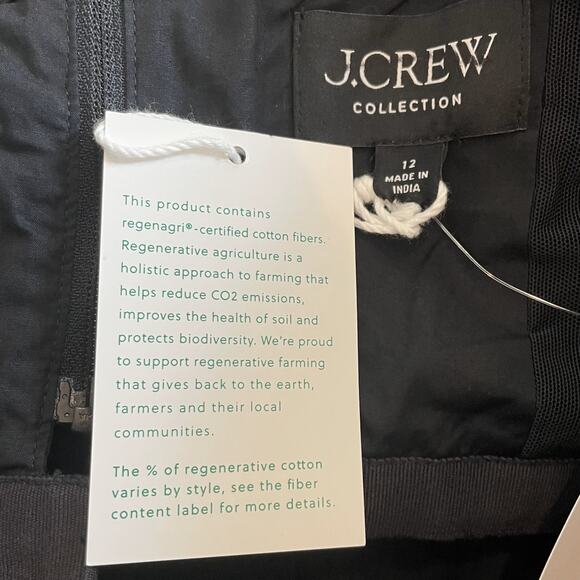 J.CREW
COLLECTION
12
MADE IN
INDIA
This product contains
regenagri®-certified cotton fibers.
Regenerative agriculture is a
holistic approach to farming that
helps reduce CO2 emissions,
improves the health of soil and
protects biodiversity. We're proud
to support regenerative farming
that gives back to the earth,
farmers and their local
communities.
The % of regenerative cotton
varies by style, see the fiber
content label for more details.